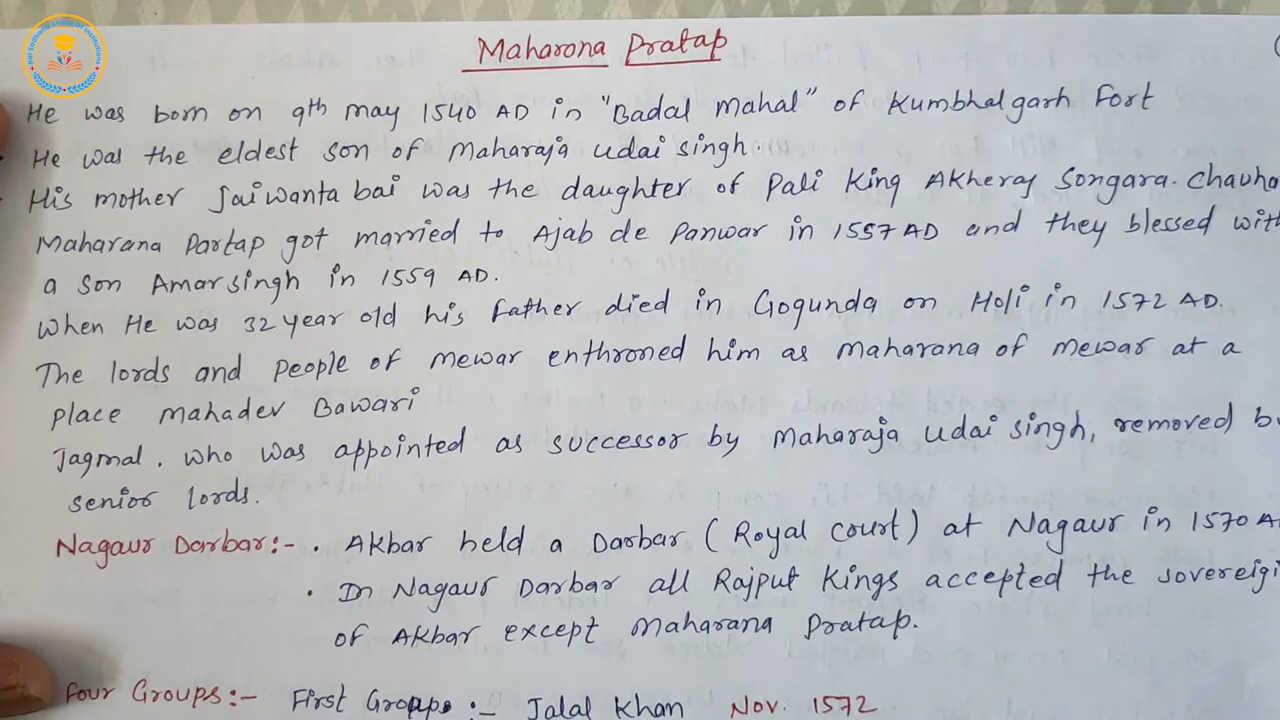 Maharona Pratap
He was born on 9th may 1540 AD in "Badal Mahal" of Kumbhalgarh Fort
He was the eldest son of Maharaja Udai Singh.
His mother Jaiwanta bai was the daughter of Pali King Akheraj Songara. Chauha
Maharana Partap got married to Ajab de Panwar in 1557 AD and they blessed with
a son Amar singh in 1559 AD.
When He was 32 year old his Father died in Gogunda on Holi in 1572 AD.
The lords and people of mewar enthroned him as maharana of mewar at a
place mahadev Bawari
Jagmal. who was appointed as successor by Maharaja Udai singh, removed b
senior lords.
Nagaur Darbar:- . Akbar held a Darbar (Royal court) at Nagaur in 1570 A
. In Nagaur Darbar all Rajput Kings accepted the sovereig
of Akbar except Maharana Pratap.
Four Groups:- First Groups :- Jalal Khan Nov. 1572